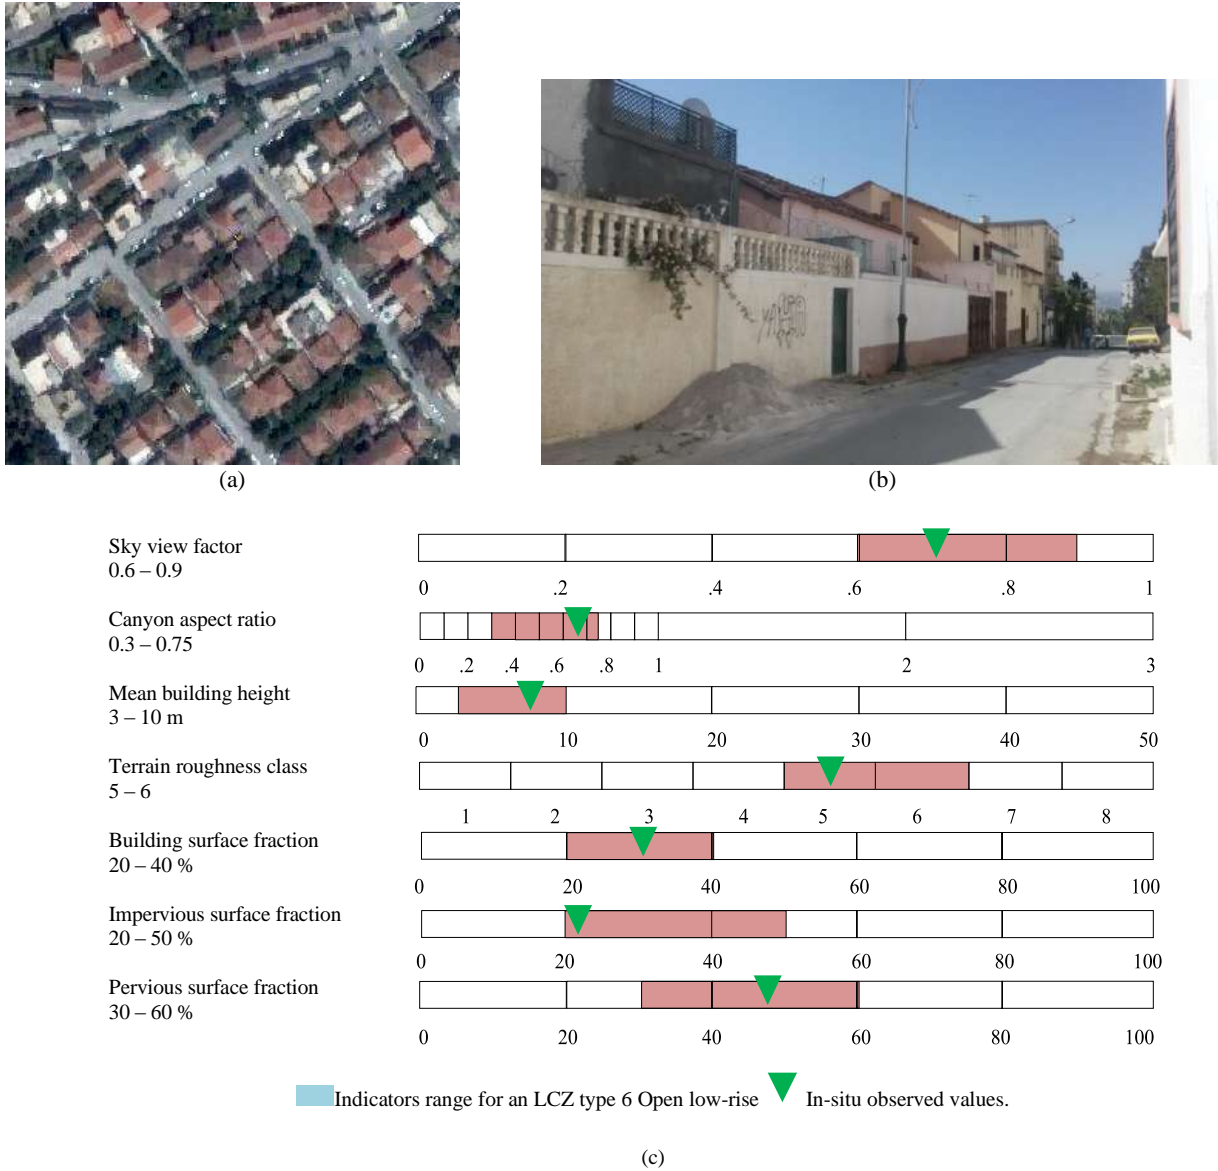 (a)
(b)
Sky view factor
0.6 – 0.9
0 .2 .4 .6 .8 1
Canyon aspect ratio
0.3 – 0.75
0 .2 .4 .6 .8 1 2 3
Mean building height
3 – 10 m
0 10 20 30 40 50
Terrain roughness class
5 – 6
1 2 3 4 5 6 7 8
Building surface fraction
20 – 40 %
0 20 40 60 80 100
Impervious surface fraction
20 – 50 %
0 20 40 60 80 100
Pervious surface fraction
30 – 60 %
0 20 40 60 80 100
Indicators range for an LCZ type 6 Open low-rise In-situ observed values.
(c)